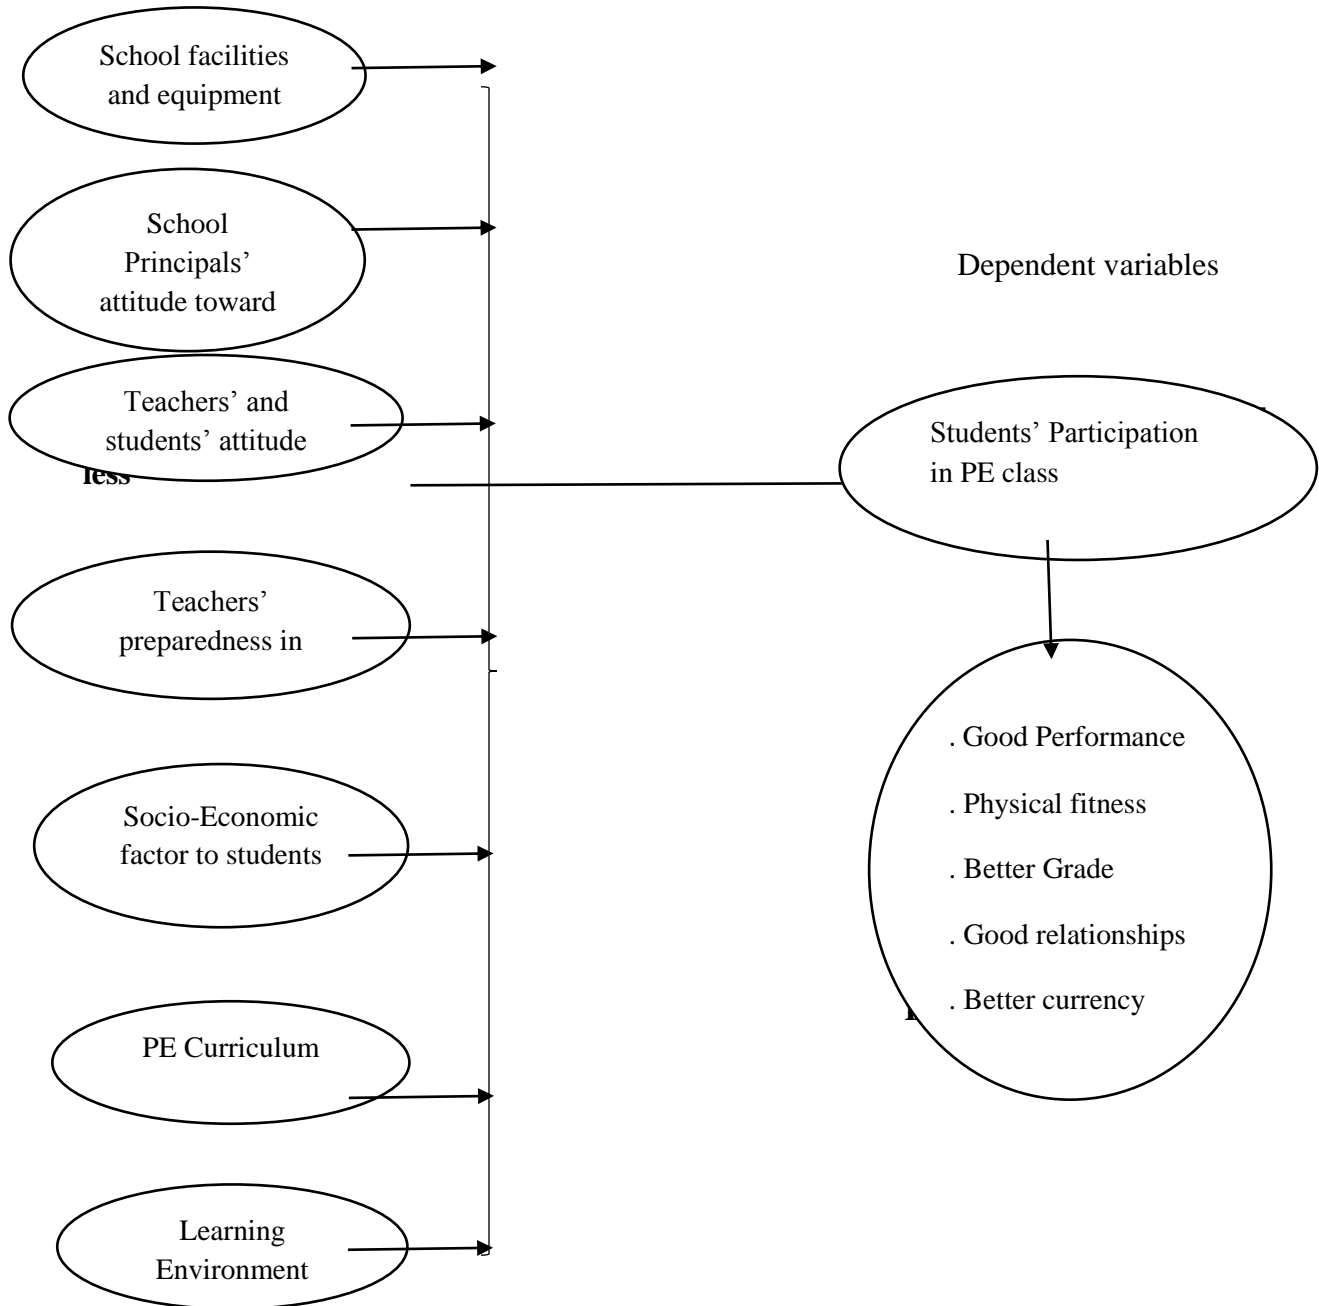 School facilities
and equipment
School
Principals’
attitude toward
Dependent variables
Teachers’ and
students’ attitude
less
Students’ Participation
in PE class
Teachers’
preparedness in
. Good Performance
. Physical fitness
. Better Grade
. Good relationships
. Better currency
Socio-Economic
factor to students
PE Curriculum
Learning
Environment